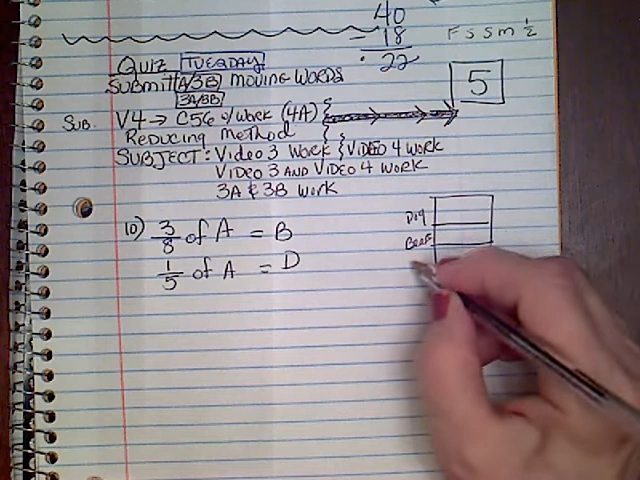 40
- 18
22
F S S M ½
QUIZ TUESDAY
SUBMIT A/3B MOVING WORDS
3A/3B
5
SUB. V4 → C56 w/work (4A)
REDUCING METHOD
SUBJECT: VIDEO 3 WORK VIDEO 4 WORK
VIDEO 3 AND VIDEO 4 WORK
3A & 3B WORK
10) 3/8 of A = B
1/5 of A = D